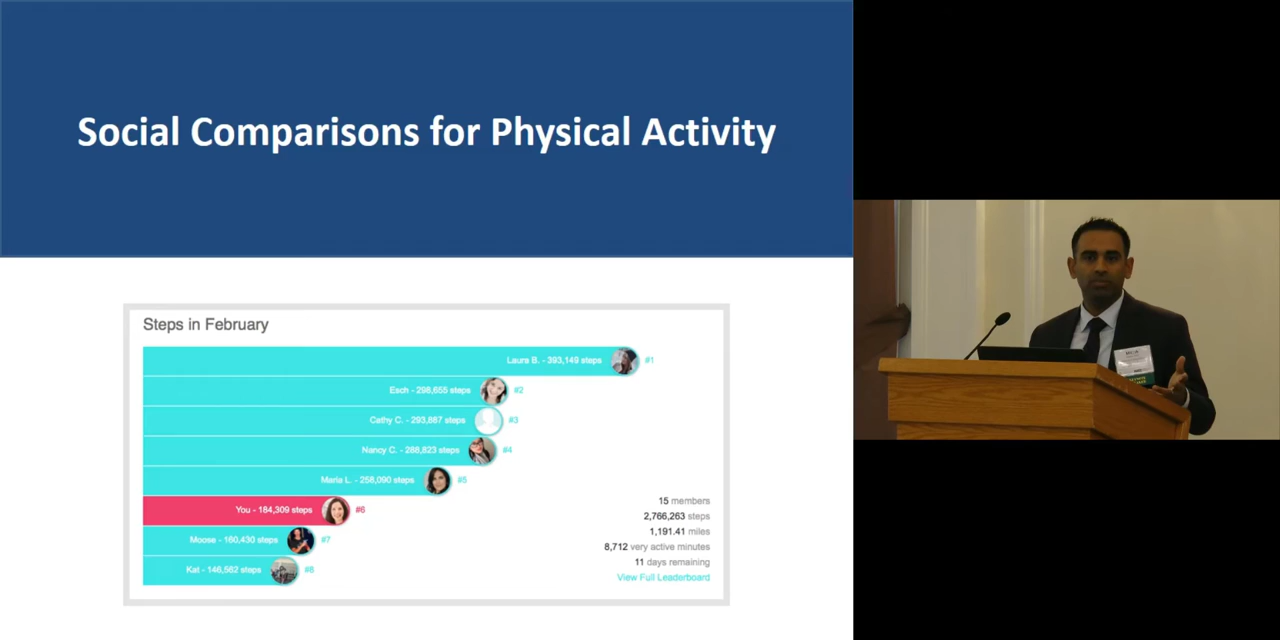 Social Comparisons for Physical Activity
Steps in February
Laura B. - 393,149 steps #1
Esch - 298,655 steps #2
Cathy C. - 293,887 steps #3
Nancy C. - 288,823 steps #4
Maria L. - 258,090 steps #5
You - 184,309 steps #6
Moose - 160,430 steps #7
Kat - 146,562 steps #8
15 members
2,766,263 steps
1,191.41 miles
8,712 very active minutes
11 days remaining
View Full Leaderboard